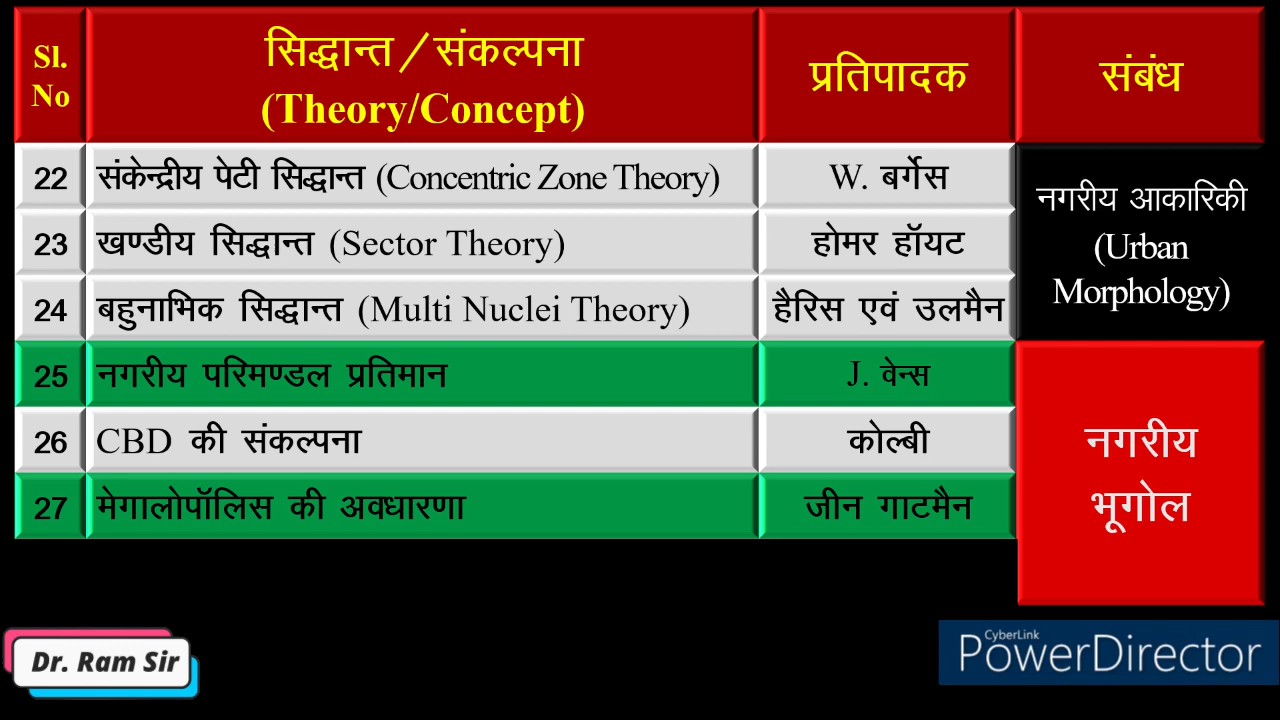 Sl. No
सिद्धान्त/संकल्पना
(Theory/Concept)
प्रतिपादक
संबंध
22 संकेन्द्रीय पेटी सिद्धान्त (Concentric Zone Theory) W. बर्गेस
23 खण्डीय सिद्धान्त (Sector Theory) होमर हॉयट
24 बहुनाभिक सिद्धान्त (Multi Nuclei Theory) हैरिस एवं उलमैन
नगरीय आकारिकी
(Urban
Morphology)
25 नगरीय परिमण्डल प्रतिमान J. वेन्स
26 CBD की संकल्पना कोल्बी
27 मेगालोपॉलिस की अवधारणा जीन गाटमैन
नगरीय
भूगोल
Dr. Ram Sir
CyberLink
PowerDirector